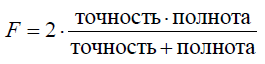 F = 2 · точность · полнота / точность + полнота